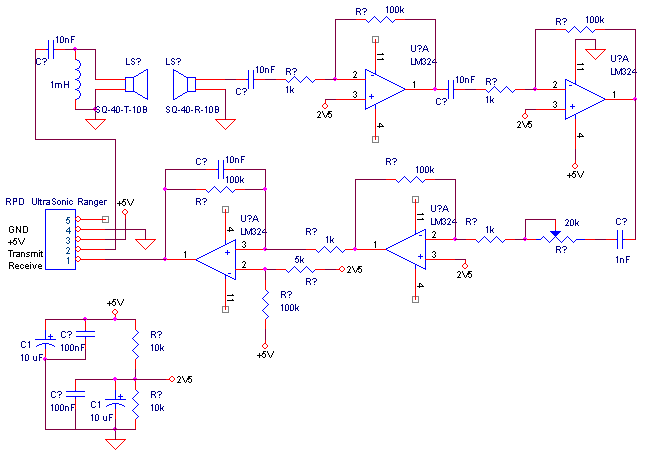 R?
100k
R?
100k
10nF
C?
1mH
LS?
SQ-40-T-10B
LS?
SQ-40-R-10B
10nF
C?
R?
1k
11
U?A
LM324
2
3
1
4
2V5
10nF
C?
R?
1k
11
U?A
LM324
2
3
1
4
2V5
+5V
C?
10nF
100k
R?
R?
100k
RPD UltraSonic Ranger
+5V
GND
+5V
Transmit
Receive
5
4
3
2
1
4
U?A
LM324
3
2
1
11
R?
1k
5k
R?
2V5
R?
100k
+5V
11
U?A
LM324
2
3
1
4
2V5
R?
1k
20k
R?
C?
1nF
+5V
C1
10 uF
C?
100nF
R?
10k
2V5
C?
100nF
C1
10 uF
R?
10k